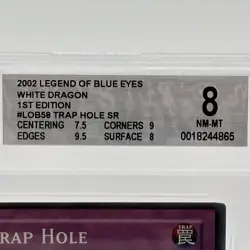 2002 LEGEND OF BLUE EYES
WHITE DRAGON
1ST EDITION
#LOB58 TRAP HOLE SR
CENTERING 7.5 CORNERS 9
EDGES 9.5 SURFACE 8
8
NM-MT
0018244865
TRAP HOLE
TRAP
罠